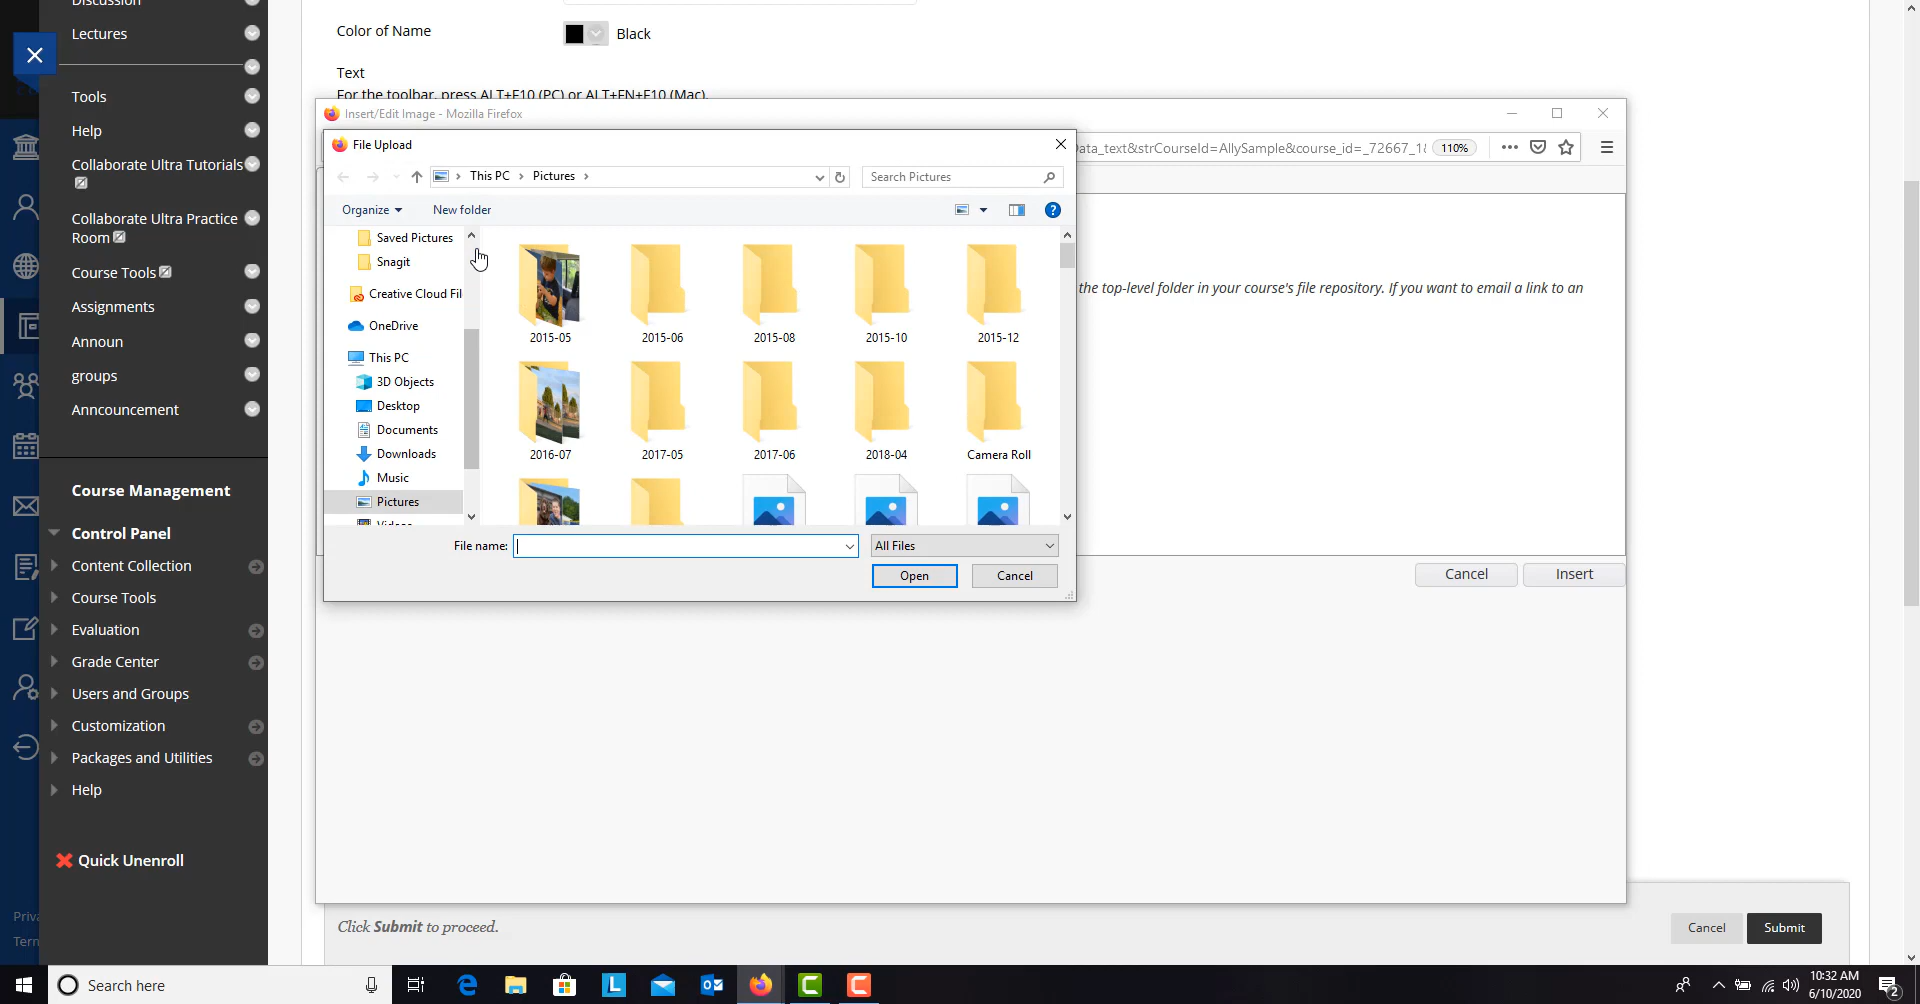 Discussion
Lectures
Tools
Help
Collaborate Ultra Tutorials
Collaborate Ultra Practice
Room
Course Tools
Assignments
Announ
groups
Anncouncement
Course Management
Control Panel
Content Collection
Course Tools
Evaluation
Grade Center
Users and Groups
Customization
Packages and Utilities
Help
Quick Unenroll
Priva
Term
Color of Name
Black
Text
For the toolbar, press ALT+F10 (PC) or ALT+FN+F10 (Mac).
Insert/Edit Image - Mozilla Firefox
File Upload
Data_text&strCourseId=AllySample&course_id=_72667_1&
110%
This PC
Pictures
Search Pictures
Organize
New folder
Saved Pictures
Snagit
Creative Cloud Fil
OneDrive
This PC
3D Objects
Desktop
Documents
Downloads
Music
Pictures
Videos
2015-05
2015-06
2015-08
2015-10
2015-12
2016-07
2017-05
2017-06
2018-04
Camera Roll
File name:
All Files
Open
Cancel
the top-level folder in your course's file repository. If you want to email a link to an
Cancel
Insert
Click Submit to proceed.
Cancel
Submit
Search here
10:32 AM
6/10/2020
2